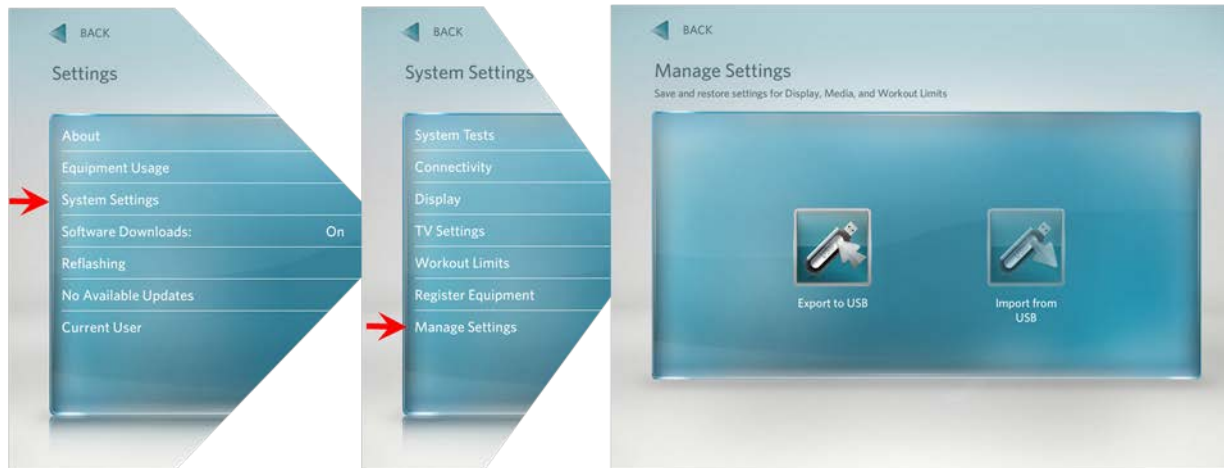 BACK
Settings
About
Equipment Usage
System Settings
Software Downloads: On
Reflashing
No Available Updates
Current User
BACK
System Settings
System Tests
Connectivity
Display
TV Settings
Workout Limits
Register Equipment
Manage Settings
BACK
Manage Settings
Save and restore settings for Display, Media, and Workout Limits
Export to USB
Import from
USB